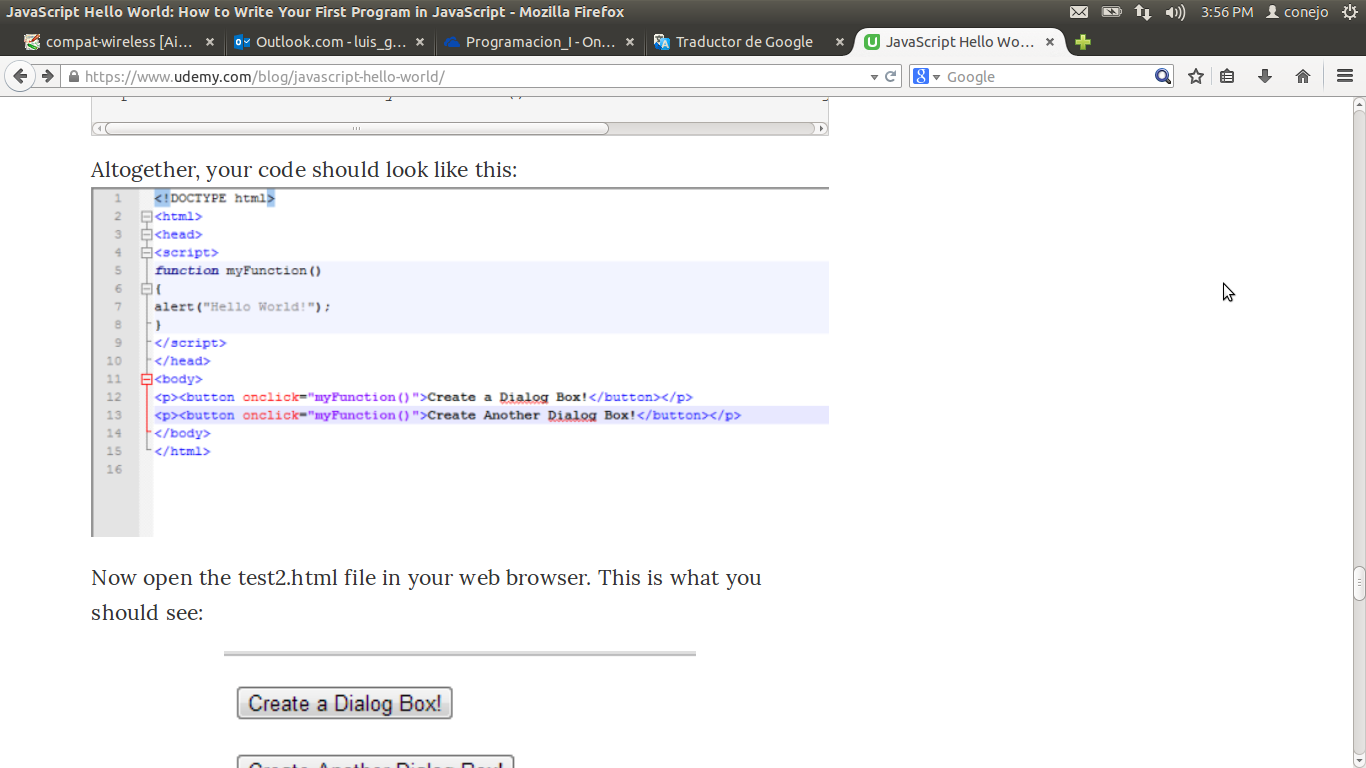 JavaScript Hello World: How to Write Your First Program in JavaScript - Mozilla Firefox
3:56 PM conejo
compat-wireless [Ai... × Outlook.com - luis_g... × Programacion_I - On... × Traductor de Google × JavaScript Hello Wo... ×
https://www.udemy.com/blog/javascript-hello-world/
Google
Altogether, your code should look like this:
1 <!DOCTYPE html>
2 <html>
3 <head>
4 <script>
5 function myFunction()
6 {
7 alert("Hello World!");
8 }
9 </script>
10 </head>
11 <body>
12 <p><button onclick="myFunction()">Create a Dialog Box!</button></p>
13 <p><button onclick="myFunction()">Create Another Dialog Box!</button></p>
14 </body>
15 </html>
16
Now open the test2.html file in your web browser. This is what you
should see:
Create a Dialog Box!
Create Another Dialog Box!